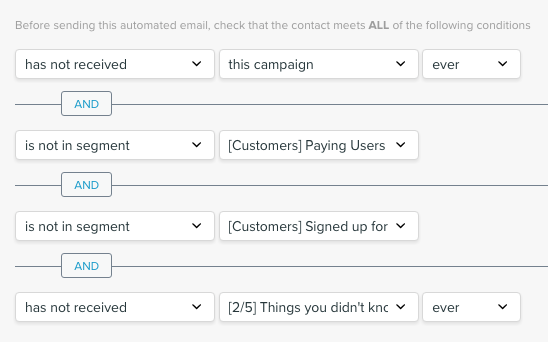 Before sending this automated email, check that the contact meets ALL of the following conditions
has not received this campaign ever
AND
is not in segment [Customers] Paying Users
AND
is not in segment [Customers] Signed up for
AND
has not received [2/5] Things you didn't knc ever